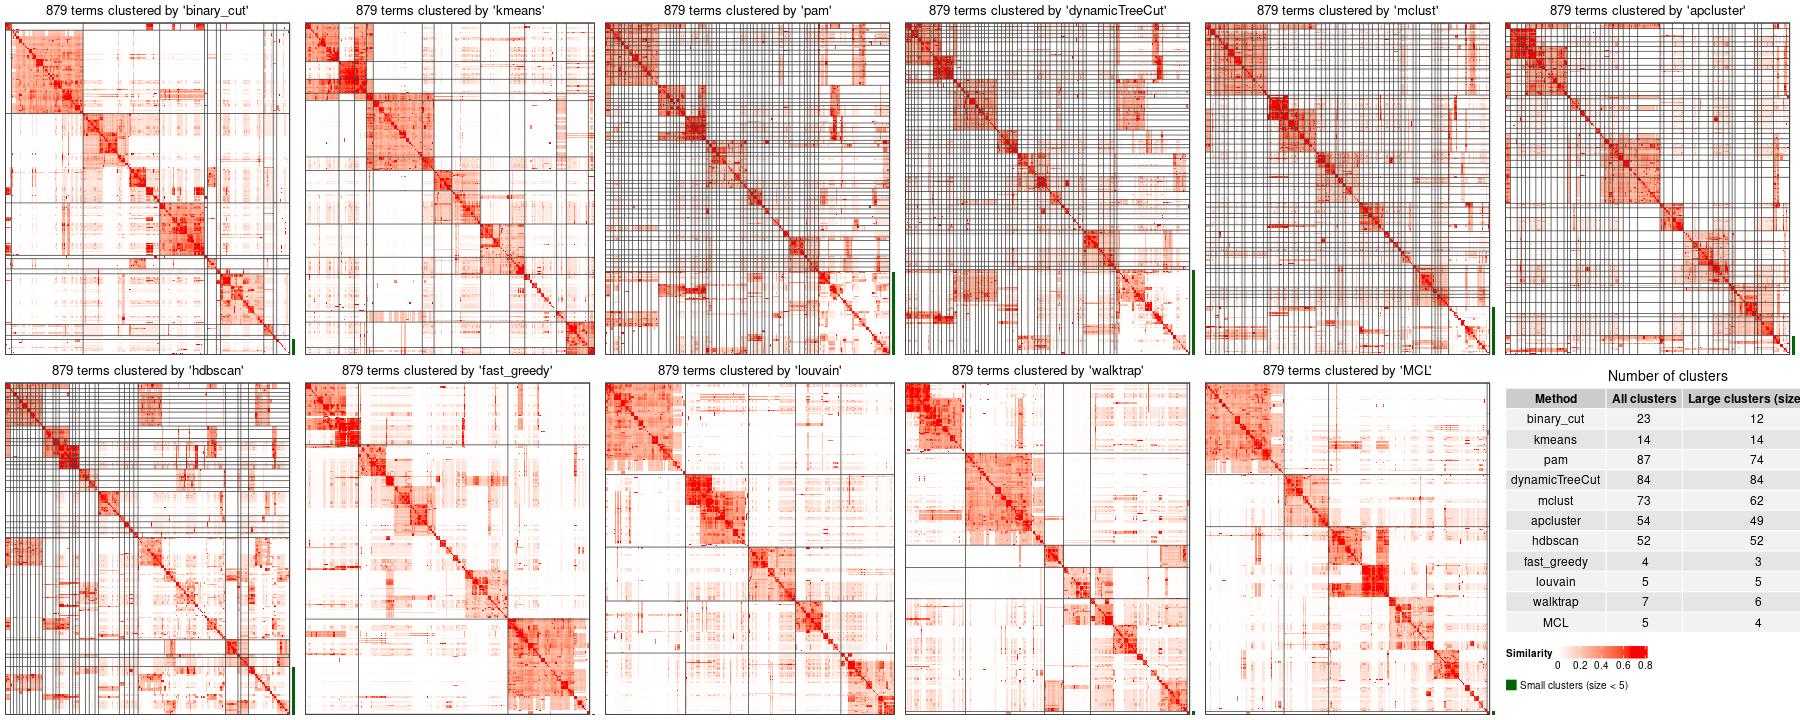 879 terms clustered by 'binary_cut'
879 terms clustered by 'kmeans'
879 terms clustered by 'pam'
879 terms clustered by 'dynamicTreeCut'
879 terms clustered by 'mclust'
879 terms clustered by 'apcluster'
879 terms clustered by 'hdbscan'
879 terms clustered by 'fast_greedy'
879 terms clustered by 'louvain'
879 terms clustered by 'walktrap'
879 terms clustered by 'MCL'
Number of clusters
Method All clusters Large clusters (size
binary_cut 23 12
kmeans 14 14
pam 87 74
dynamicTreeCut 84 84
mclust 73 62
apcluster 54 49
hdbscan 52 52
fast_greedy 4 3
louvain 5 5
walktrap 7 6
MCL 5 4
Similarity
0 0.2 0.4 0.6 0.8
Small clusters (size < 5)